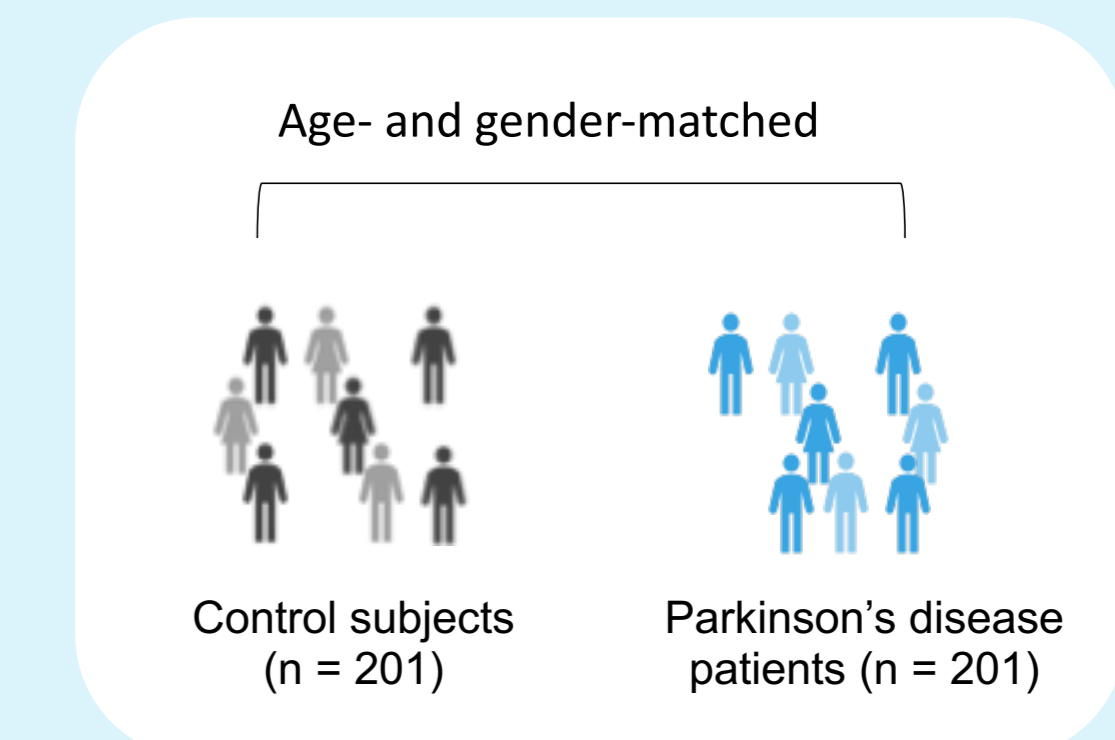 Age- and gender-matched
Control subjects
(n = 201)
Parkinson’s disease
patients (n = 201)